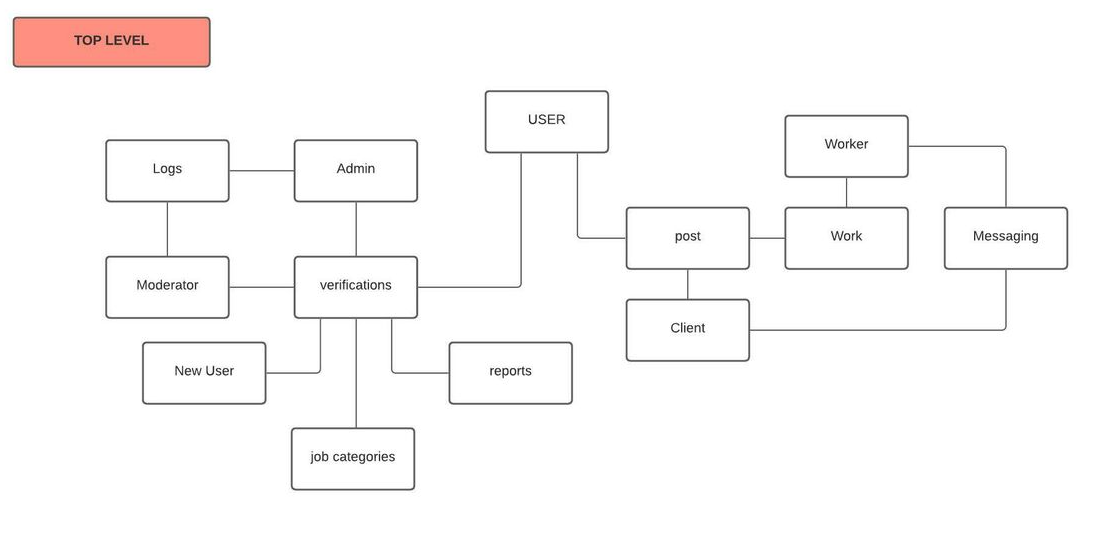 TOP LEVEL
USER
Worker
Logs
Admin
post
Work
Messaging
Moderator
verifications
Client
New User
reports
job categories